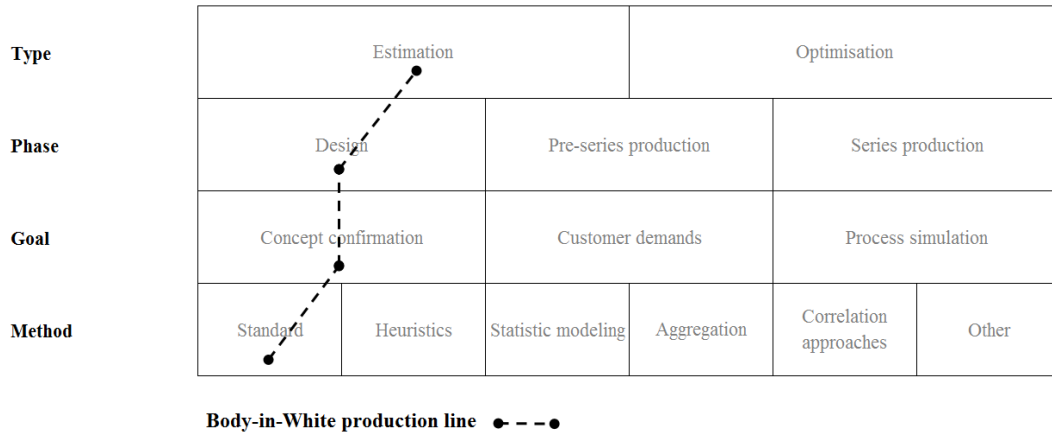 Type
Estimation
Optimisation
Phase
Design
Pre-series production
Series production
Goal
Concept confirmation
Customer demands
Process simulation
Method
Standard
Heuristics
Statistic modeling
Aggregation
Correlation
approaches
Other
Body-in-White production line